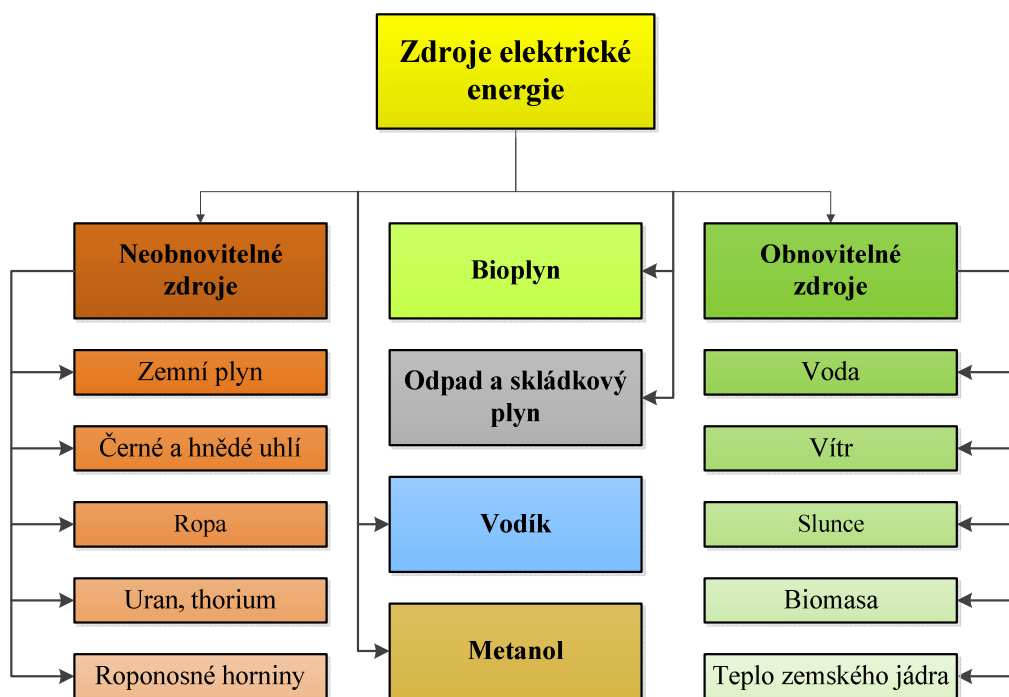 Zdroje elektrické
energie
Neobnovitelné
zdroje
Zemní plyn
Černé a hnědé uhlí
Ropa
Uran, thorium
Roponosné horniny
Bioplyn
Odpad a skládkový
plyn
Vodík
Metanol
Obnovitelné
zdroje
Voda
Vítr
Slunce
Biomasa
Teplo zemského jádra